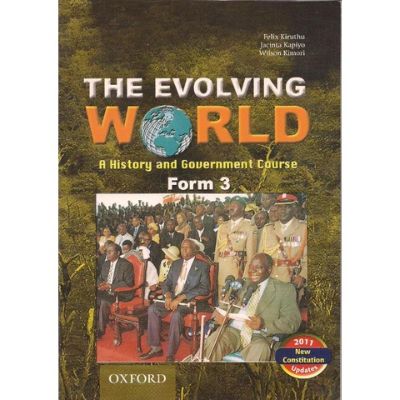 Felix Kiruthu
Jacinta Kapiyo
Wilson Kimori
THE EVOLVING
WORLD
A History and Government Course
Form 3
2011
New
Constitution
Updates
OXFORD